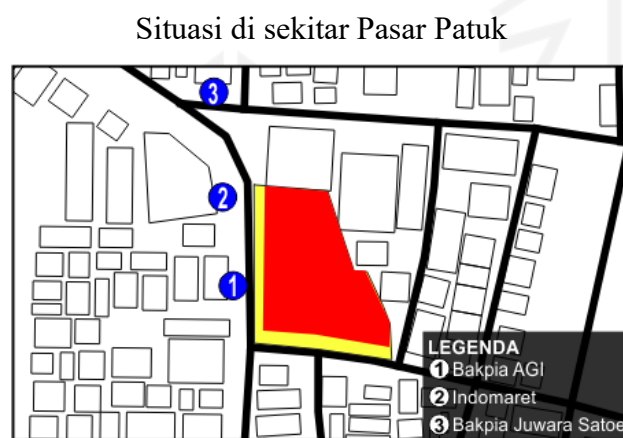 Situasi di sekitar Pasar Patuk
3
2
1
LEGENDA
1 Bakpia AGI
2 Indomaret
3 Bakpia Juwara Satoe